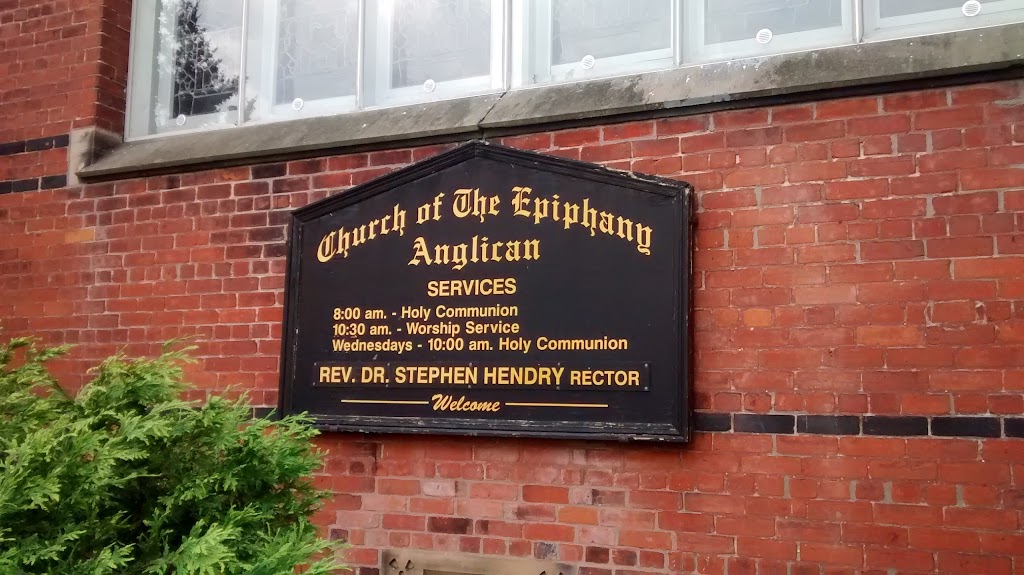 Church of The Epiphany
Anglican
SERVICES
8:00 am. - Holy Communion
10:30 am. - Worship Service
Wednesdays - 10:00 am. Holy Communion
REV. DR. STEPHEN HENDRY RECTOR
Welcome